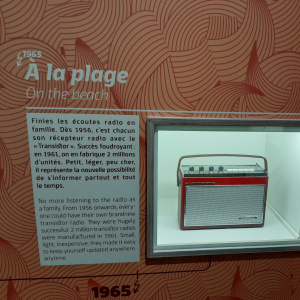 1965
À la plage
On the beach
Finies les écoutes radio en
famille. Dès 1956, c'est chacun
son récepteur radio avec le
« Transistor ». Succès foudroyant :
en 1961, on en fabrique 2 millions
d'unités. Petit, léger, peu cher,
il représente la nouvelle possibilité
de s'informer partout et tout
le temps.
No more listening to the radio as
a family. From 1956 onwards, every-
one could have their own brandnew
transistor radio. They were hugely
successful: 2 million transistor radios
were manufactured in 1961. Small,
light, inexpensive, they made it easy
to keep yourself updated anywhere,
anytime.
1965